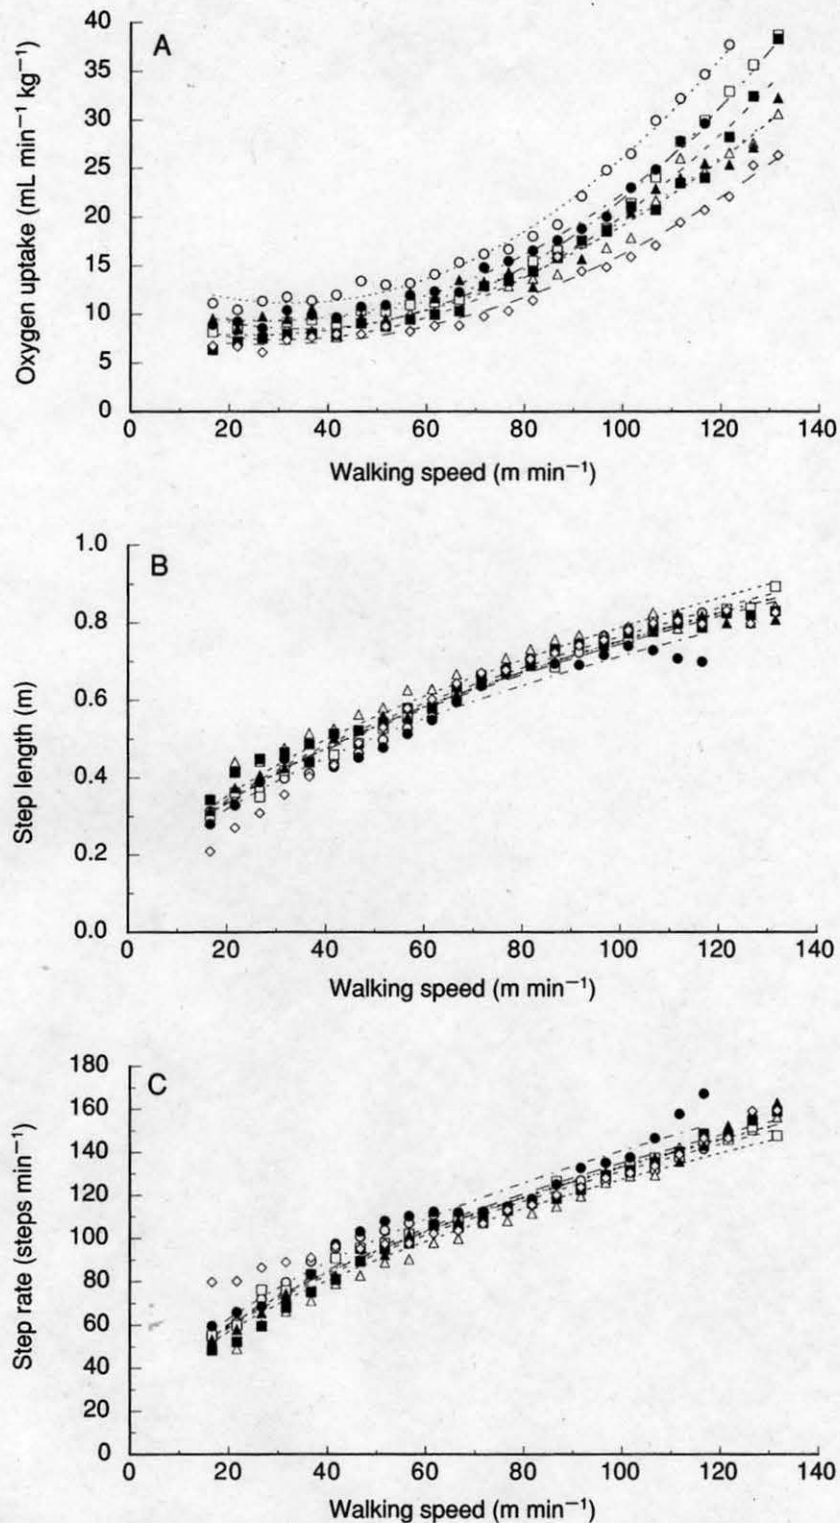 A
40
35
30
25
20
15
10
5
0
Oxygen uptake (mL min⁻¹ kg⁻¹)
0 20 40 60 80 100 120 140
Walking speed (m min⁻¹)
B
1.0
0.8
0.6
0.4
0.2
0.0
Step length (m)
0 20 40 60 80 100 120 140
Walking speed (m min⁻¹)
C
180
160
140
120
100
80
60
40
20
0
Step rate (steps min⁻¹)
0 20 40 60 80 100 120 140
Walking speed (m min⁻¹)